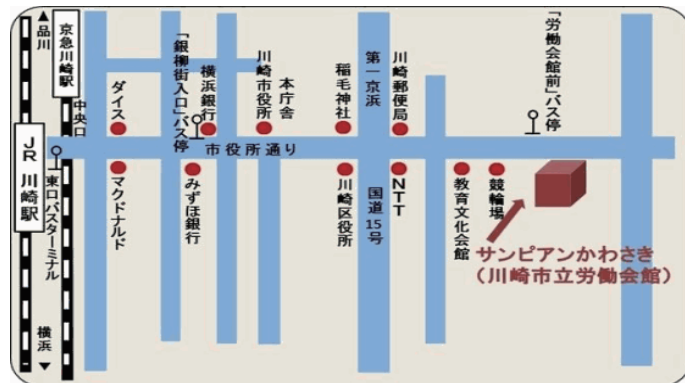 ▲品川
京急川崎駅
中央口
JR 川崎駅
東口バスターミナル
横浜▼
ダイス
「銀柳街入口」バス停
横浜銀行
川崎市役所
本庁舎
稲毛神社
第一京浜
川崎郵便局
「労働会館前」バス停
市役所通り
マクドナルド
みずほ銀行
川崎区役所
国道15号
NTT
教育文化会館
競輪場
サンピアンかわさき
(川崎市立労働会館)